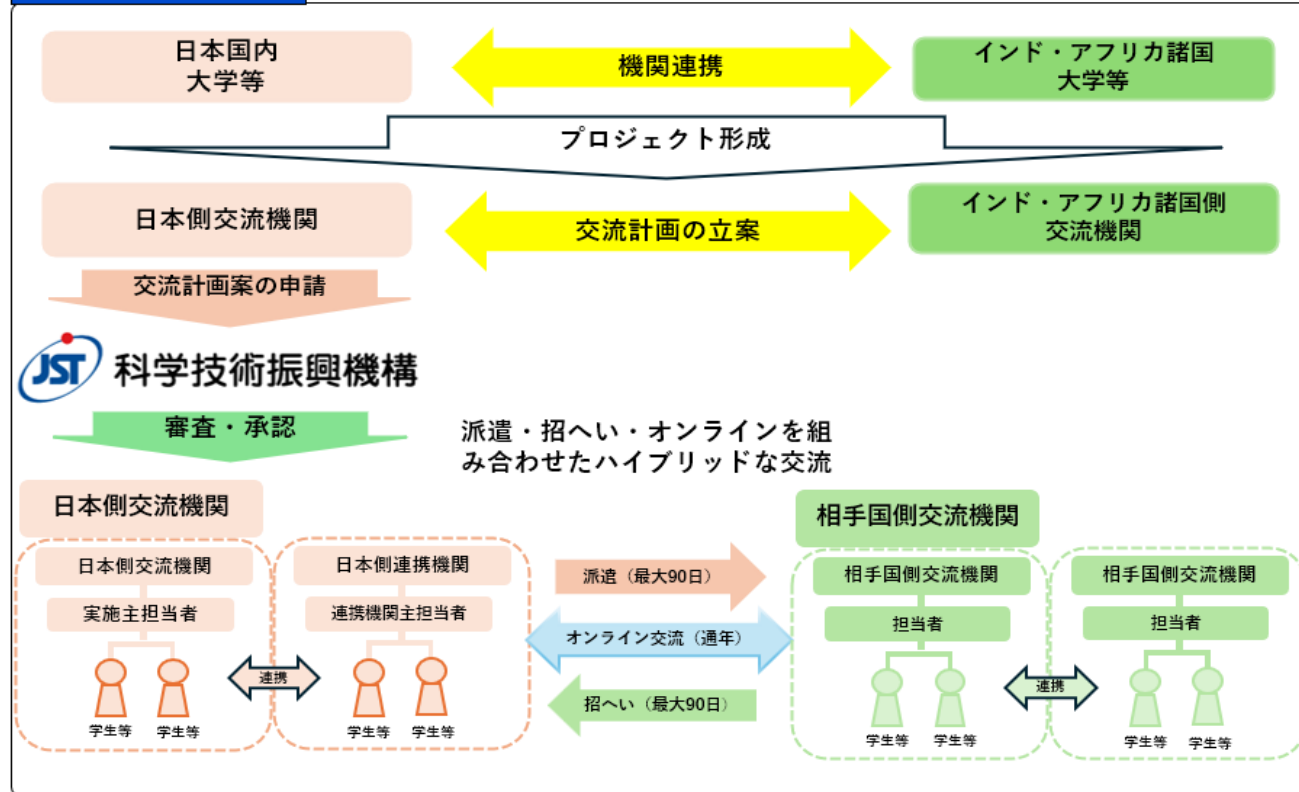 日本国内
大学等
機関連携
インド・アフリカ諸国
大学等
プロジェクト形成
日本側交流機関
交流計画の立案
インド・アフリカ諸国側
交流機関
交流計画案の申請
JST 科学技術振興機構
審査・承認
派遣・招へい・オンラインを組
み合わせたハイブリッドな交流
日本側交流機関
相手国側交流機関
日本側交流機関
日本側連携機関
派遣（最大90日）
相手国側交流機関
相手国側交流機関
実施主担当者
連携機関主担当者
オンライン交流（通年）
担当者
担当者
連携
招へい（最大90日）
連携
学生等
学生等
学生等
学生等
学生等
学生等
学生等
学生等